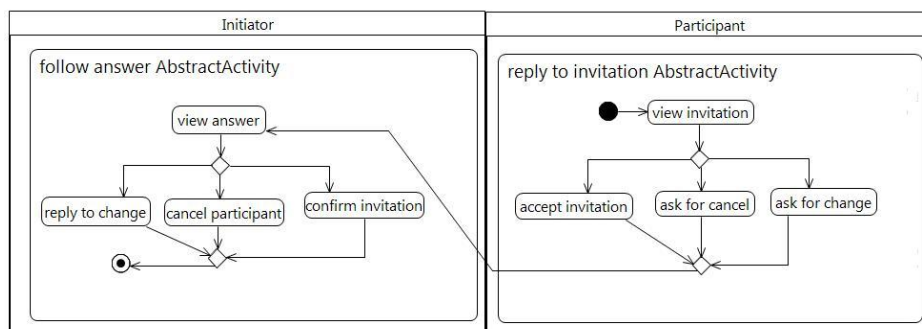 Initiator
Participant
follow answer AbstractActivity
reply to invitation AbstractActivity
view answer
view invitation
reply to change
cancel participant
confirm invitation
accept invitation
ask for cancel
ask for change